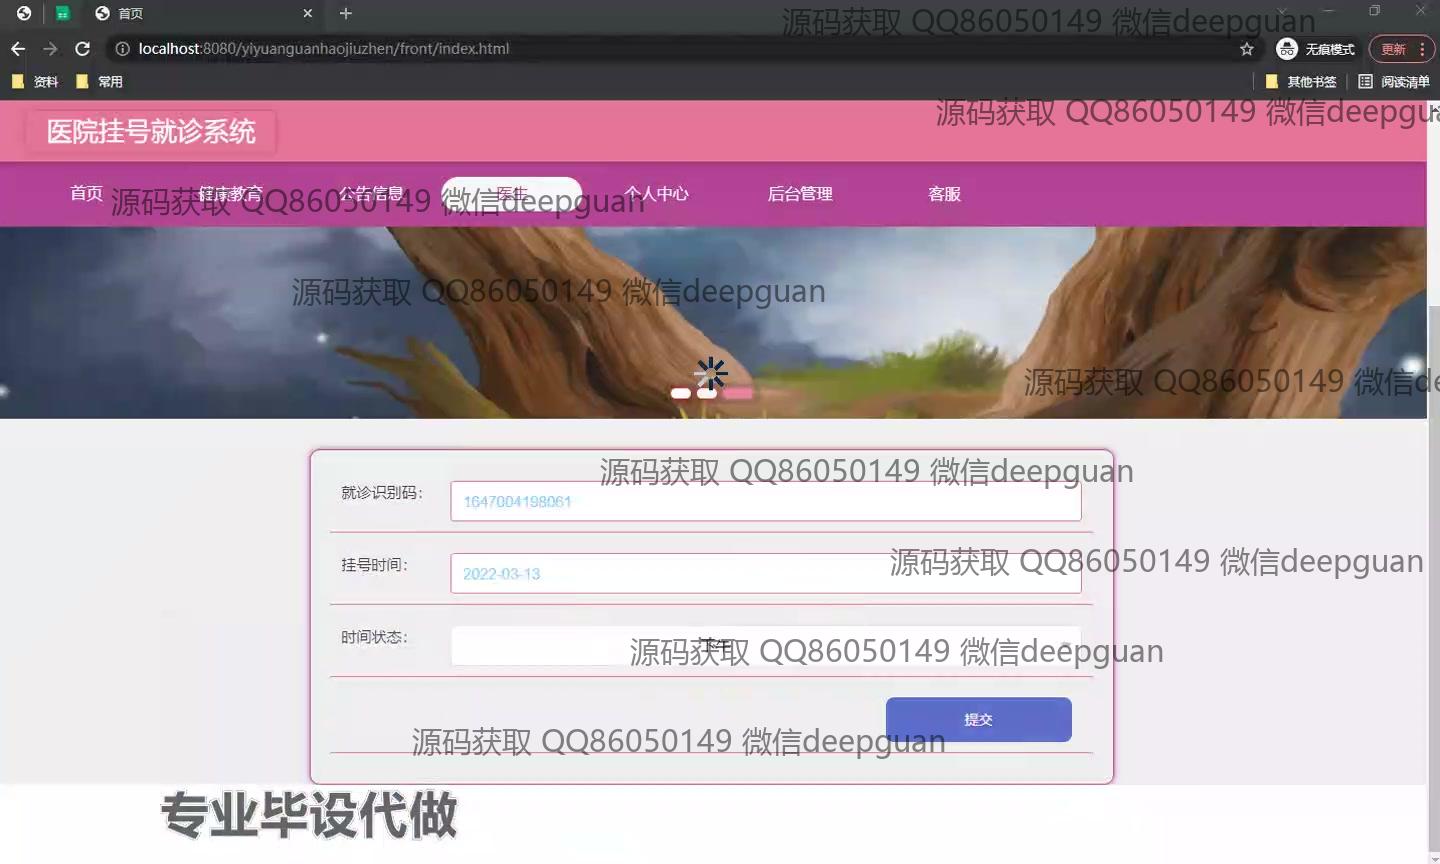 首页
源码获取 QQ86050149 微信deepguan
localhost:8080/yiyuanguanhaojiuzhen/front/index.html
无痕模式
更新
资料
常用
其他书签
阅读清单
源码获取 QQ86050149 微信deepgua
医院挂号就诊系统
首页
健康教育
公告信息
医生
个人中心
后台管理
客服
源码获取 QQ86050149 微信deepguan
源码获取 QQ86050149 微信deepguan
源码获取 QQ86050149 微信de
源码获取 QQ86050149 微信deepguan
就诊识别码：
1647004198061
挂号时间：
2022-03-13
源码获取 QQ86050149 微信deepguan
时间状态：
下午
源码获取 QQ86050149 微信deepguan
提交
源码获取 QQ86050149 微信deepguan
专业毕设代做